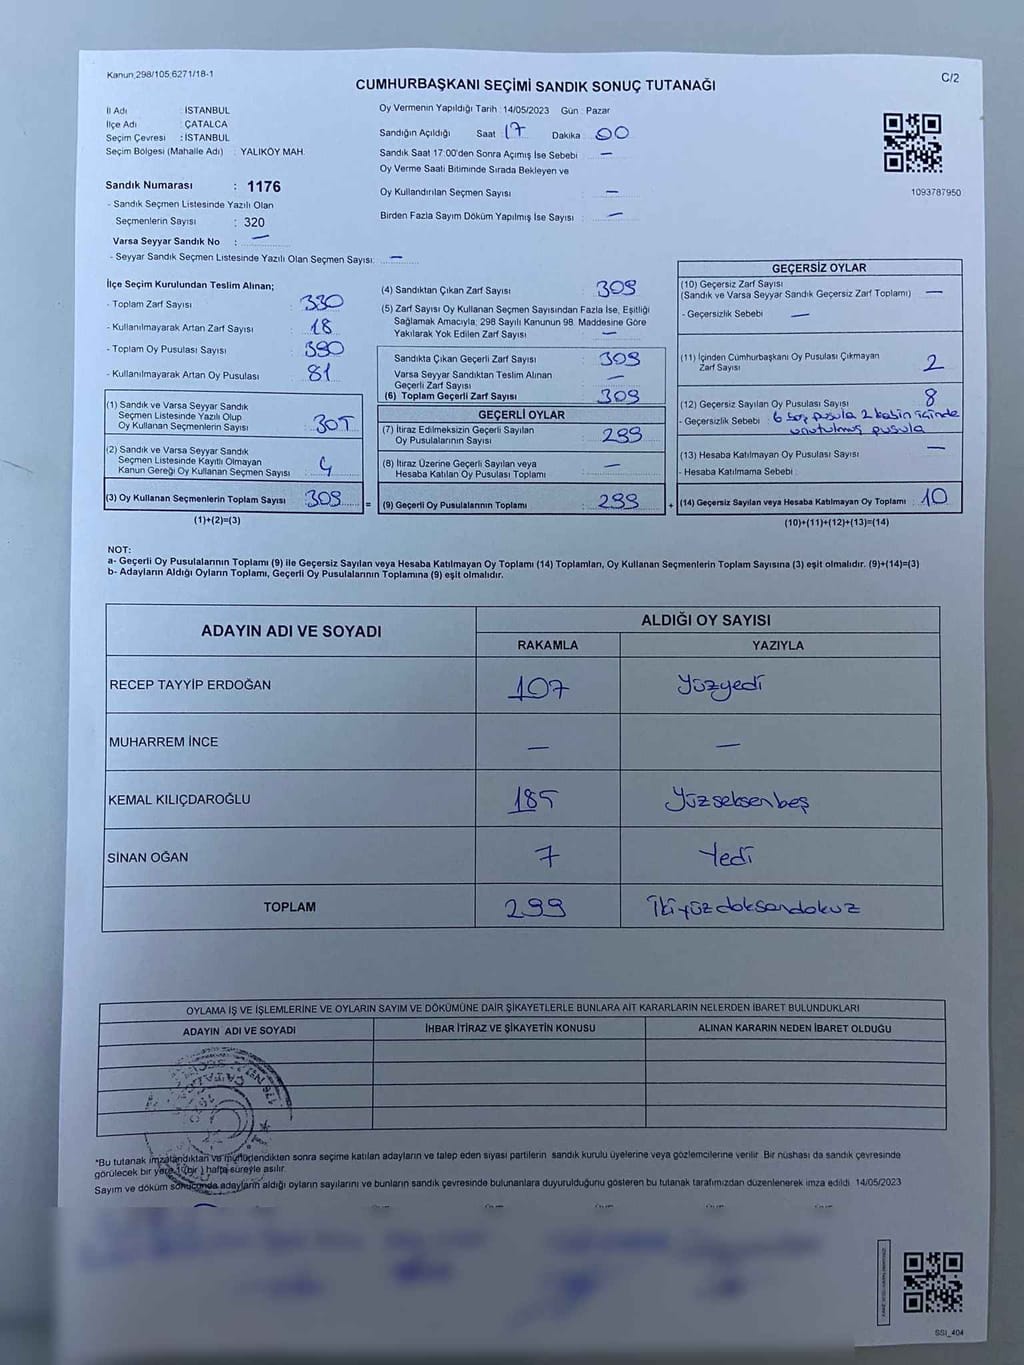 Kanun,298/105,6271/18-1
C/2
CUMHURBAŞKANI SEÇİMİ SANDIK SONUÇ TUTANAĞI
İl Adı : İSTANBUL
İlçe Adı : ÇATALCA
Seçim Çevresi : İSTANBUL
Seçim Bölgesi (Mahalle Adı) : YALIKÖY MAH.
Sandık Numarası : 1176
- Sandık Seçmen Listesinde Yazılı Olan
Seçmenlerin Sayısı : 320
Varsa Seyyar Sandık No : —
- Seyyar Sandık Seçmen Listesinde Yazılı Olan Seçmen Sayısı: —
Oy Vermenin Yapıldığı Tarih : 14/05/2023 Gün : Pazar
Sandığın Açıldığı Saat 17 Dakika 00
Sandık Saat 17:00'den Sonra Açımış İse Sebebi : —
Oy Verme Saati Bitiminde Sırada Bekleyen ve
Oy Kullandırılan Seçmen Sayısı : —
Birden Fazla Sayım Döküm Yapılmış İse Sayısı : —
1093787950
İlçe Seçim Kurulundan Teslim Alınan;
- Toplam Zarf Sayısı : 330
- Kullanılmayarak Artan Zarf Sayısı : 18
- Toplam Oy Pusulası Sayısı : 390
- Kullanılmayarak Artan Oy Pusulası : 81
(1) Sandık ve Varsa Seyyar Sandık
Seçmen Listesinde Yazılı Olup
Oy Kullanan Seçmenlerin Sayısı : 305
(2) Sandık ve Varsa Seyyar Sandık
Seçmen Listesinde Kayıtlı Olmayan
Kanun Gereği Oy Kullanan Seçmen Sayısı : 4
(3) Oy Kullanan Seçmenlerin Toplam Sayısı : 309
(1)+(2)=(3)
(4) Sandıktan Çıkan Zarf Sayısı : 309
(5) Zarf Sayısı Oy Kullanan Seçmen Sayısından Fazla İse, Eşitliği
Sağlamak Amacıyla, 298 Sayılı Kanunun 98. Maddesine Göre
Yakılarak Yok Edilen Zarf Sayısı : —
Sandıkta Çıkan Geçerli Zarf Sayısı : 309
Varsa Seyyar Sandıktan Teslim Alınan
Geçerli Zarf Sayısı : —
(6) Toplam Geçerli Zarf Sayısı : 309
GEÇERLİ OYLAR
(7) İtiraz Edilmeksizin Geçerli Sayılan
Oy Pusulalarının Sayısı : 299
(8) İtiraz Üzerine Geçerli Sayılan veya
Hesaba Katılan Oy Pusulası Toplamı : —
= (9) Geçerli Oy Pusulalarının Toplamı : 299
GEÇERSİZ OYLAR
(10) Geçersiz Zarf Sayısı
(Sandık ve Varsa Seyyar Sandık Geçersiz Zarf Toplamı) : —
- Geçersizlik Sebebi : —
(11) İçinden Cumhurbaşkanı Oy Pusulası Çıkmayan
Zarf Sayısı : 2
(12) Geçersiz Sayılan Oy Pusulası Sayısı : 8
- Geçersizlik Sebebi : 6 boş pusula 2 kabin içinde
unutulmuş pusula
(13) Hesaba Katılmayan Oy Pusulası Sayısı : —
- Hesaba Katılmama Sebebi :
+ (14) Geçersiz Sayılan veya Hesaba Katılmayan Oy Toplamı : 10
(10)+(11)+(12)+(13)=(14)
NOT:
a- Geçerli Oy Pusulalarının Toplamı (9) ile Geçersiz Sayılan veya Hesaba Katılmayan Oy Toplamı (14) Toplamları, Oy Kullanan Seçmenlerin Toplam Sayısına (3) eşit olmalıdır. (9)+(14)=(3)
b- Adayların Aldığı Oyların Toplamı, Geçerli Oy Pusulalarının Toplamına (9) eşit olmalıdır.
ADAYIN ADI VE SOYADI
ALDIĞI OY SAYISI
RAKAMLA YAZIYLA
RECEP TAYYİP ERDOĞAN 107 Yüzyedi
MUHARREM İNCE — —
KEMAL KILIÇDAROĞLU 185 Yüzseksenbeş
SİNAN OĞAN 7 Yedi
TOPLAM 299 İkiyüzdoksandokuz
OYLAMA İŞ VE İŞLEMLERİNE VE OYLARIN SAYIM VE DÖKÜMÜNE DAİR ŞİKAYETLERLE BUNLARA AİT KARARLARIN NELERDEN İBARET BULUNDUKLARI
ADAYIN ADI VE SOYADI İHBAR İTİRAZ VE ŞİKAYETİN KONUSU ALINAN KARARIN NEDEN İBARET OLDUĞU
*Bu tutanak imzalandıktan ve mühürlendikten sonra seçime katılan adayların ve talep eden siyasi partilerin sandık kurulu üyelerine veya gözlemcilerine verilir. Bir nüshası da sandık çevresinde
görülecek bir yere 1 (bir ) hafta süreyle asılır.
Sayım ve döküm sonucunda adayların aldığı oyların sayılarını ve bunların sandık çevresinde bulunanlara duyurulduğunu gösteren bu tutanak tarafımızdan düzenlenerek imza edildi. 14/05/2023
SSI_404